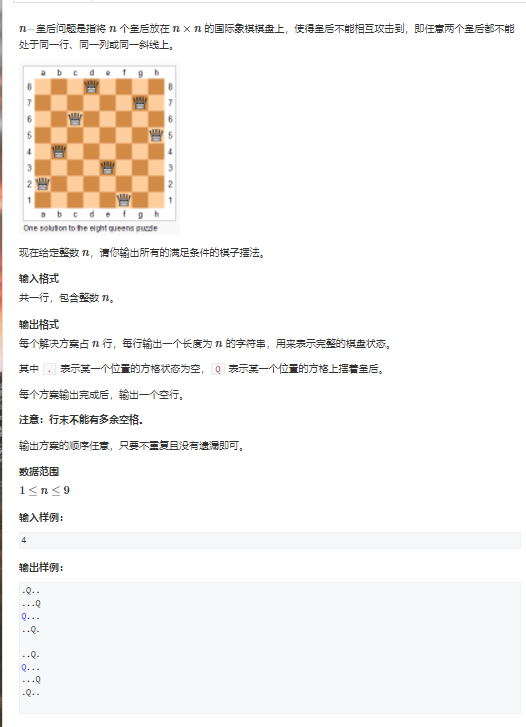 n—皇后问题是指将 n 个皇后放在 n × n 的国际象棋棋盘上，使得皇后不能相互攻击到，即任意两个皇后都不能
处于同一行、同一列或同一斜线上。
a b c d e f g h
8 8
7 7
6 6
5 5
4 4
3 3
2 2
1 1
a b c d e f g h
One solution to the eight queens puzzle
现在给定整数 n，请你输出所有的满足条件的棋子摆法。
输入格式
共一行，包含整数 n。
输出格式
每个解决方案占 n 行，每行输出一个长度为 n 的字符串，用来表示完整的棋盘状态。
其中 . 表示某一个位置的方格状态为空，Q 表示某一个位置的方格上摆着皇后。
每个方案输出完成后，输出一个空行。
注意：行末不能有多余空格。
输出方案的顺序任意，只要不重复且没有遗漏即可。
数据范围
1 ≤ n ≤ 9
输入样例：
4
输出样例：
.Q..
...Q
Q...
..Q.
..Q.
Q...
...Q
.Q..